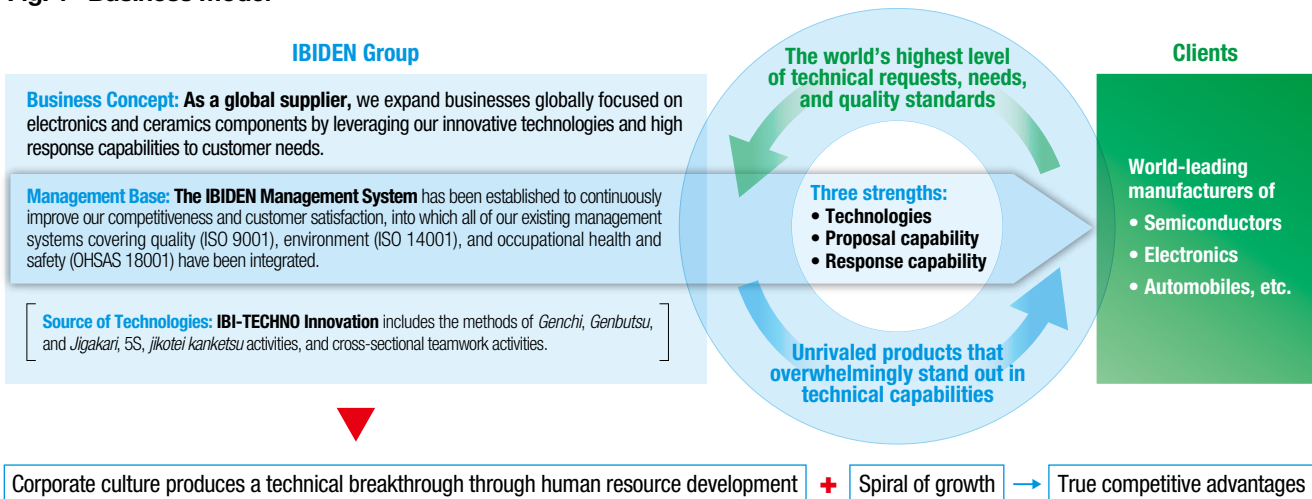 IBIDEN Group
Business Concept: As a global supplier, we expand businesses globally focused on
electronics and ceramics components by leveraging our innovative technologies and high
response capabilities to customer needs.
Management Base: The IBIDEN Management System has been established to continuously
improve our competitiveness and customer satisfaction, into which all of our existing management
systems covering quality (ISO 9001), environment (ISO 14001), and occupational health and
safety (OHSAS 18001) have been integrated.
Source of Technologies: IBI-TECHNO Innovation includes the methods of Genchi, Genbutsu,
and Jigakari, 5S, jikotei kanketsu activities, and cross-sectional teamwork activities.
The world's highest level
of technical requests, needs,
and quality standards
Three strengths:
• Technologies
• Proposal capability
• Response capability
Unrivaled products that
overwhelmingly stand out in
technical capabilities
Clients
World-leading
manufacturers of
• Semiconductors
• Electronics
• Automobiles, etc.
Corporate culture produces a technical breakthrough through human resource development + Spiral of growth → True competitive advantages